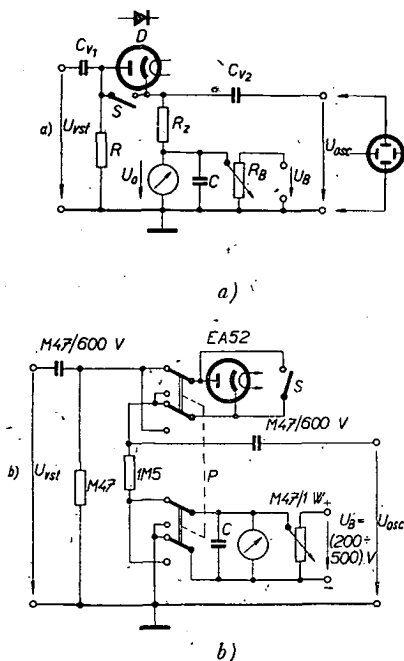 D
C_V1
C_V2
S
a)
U_vst
R
R_z
U_o
C
R_B
U_B
U_osc
a)
M47/600 V
EA52
S
M47/600 V
b)
U_vst
M47
1M5
P
M47/1 W
+
C
U_B =
(200÷
500) V
-
U_osc
b)